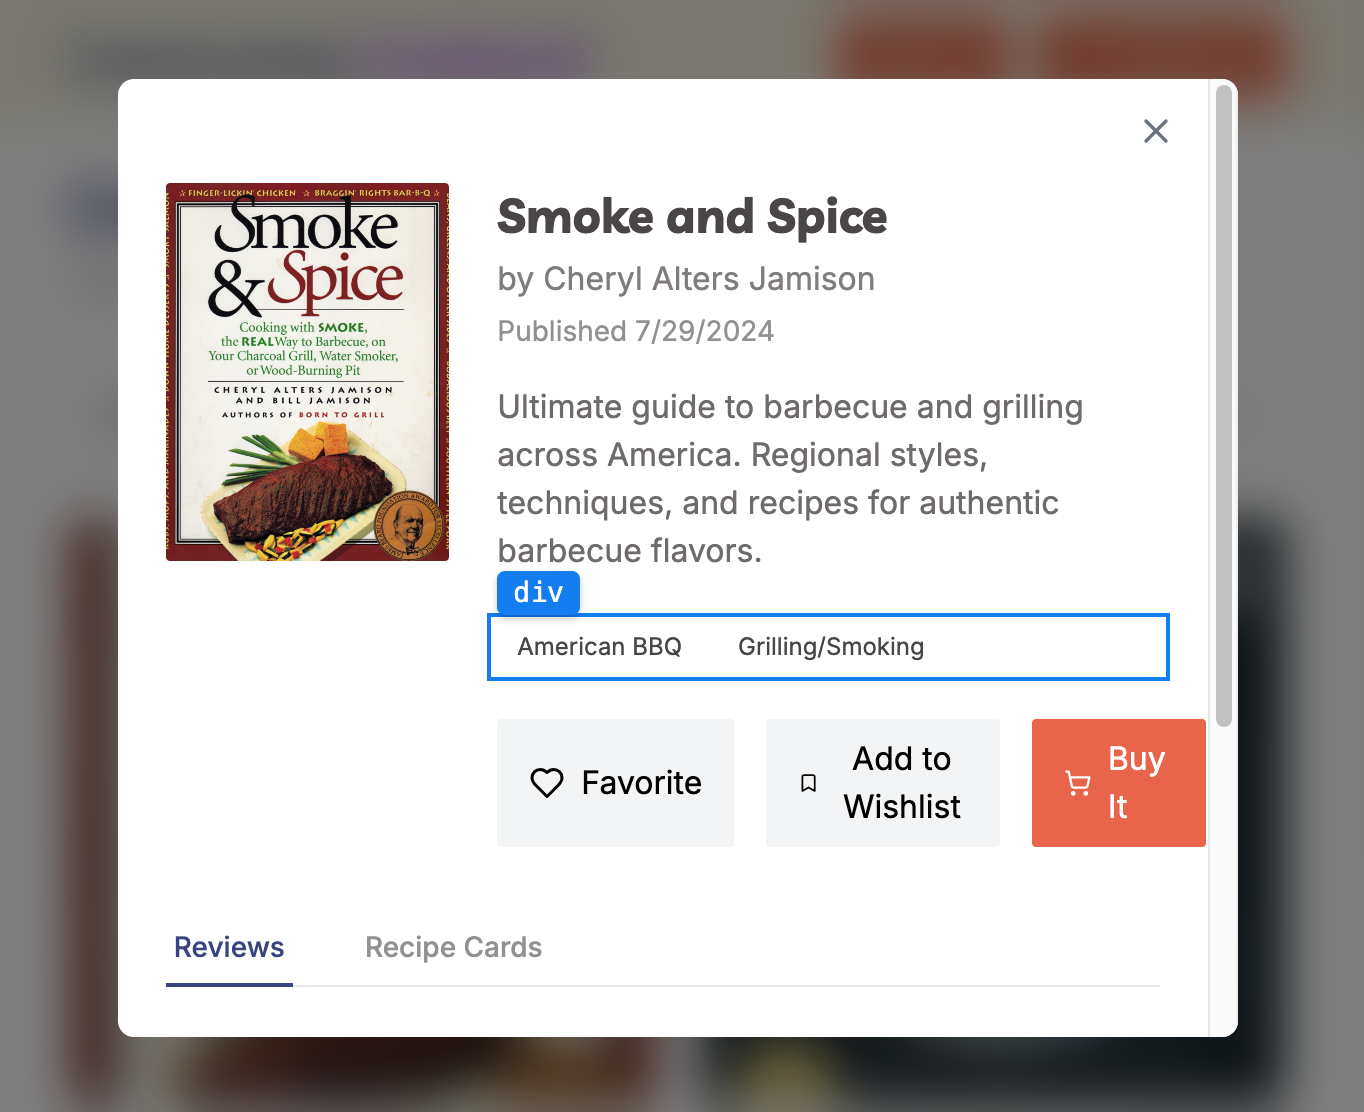 ☆ FINGER-LICKIN' CHICKEN ☆ BRAGGIN' RIGHTS BAR-B-Q ☆
Smoke
& Spice
Cooking with SMOKE,
the REAL Way to Barbecue, on
Your Charcoal Grill, Water Smoker,
or Wood-Burning Pit
CHERYL ALTERS JAMISON
AND BILL JAMISON
AUTHORS OF BORN TO GRILL
Smoke and Spice
by Cheryl Alters Jamison
Published 7/29/2024
Ultimate guide to barbecue and grilling
across America. Regional styles,
techniques, and recipes for authentic
barbecue flavors.
div
American BBQ Grilling/Smoking
Favorite
Add to
Wishlist
Buy
It
Reviews Recipe Cards